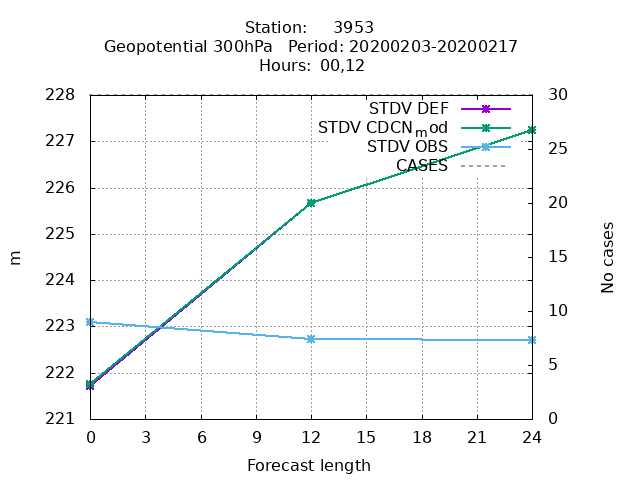 Station: 3953
Geopotential 300hPa Period: 20200203-20200217
Hours: 00,12
228
227
226
225
224
223
222
221
m
30
25
20
15
10
5
0
No cases
STDV DEF
STDV CDCN_mod
STDV OBS
CASES
0 3 6 9 12 15 18 21 24
Forecast length